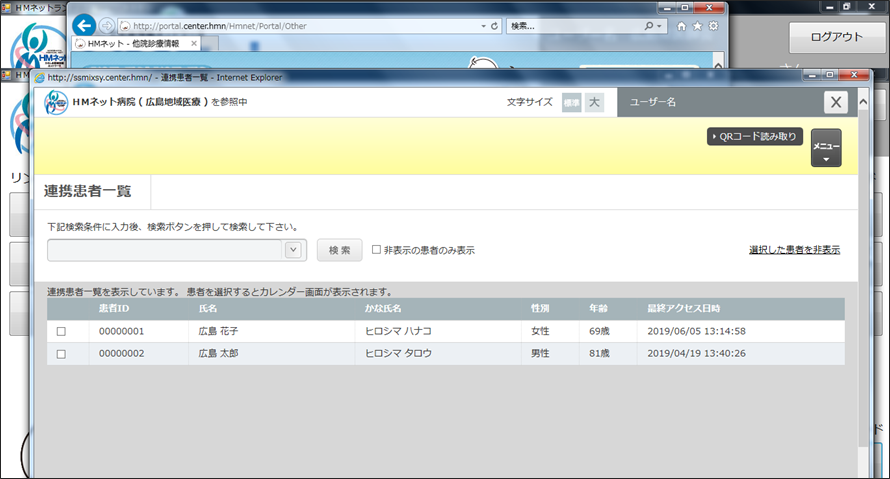 HMネットラン
http://portal.center.hmn/Hmnet/Portal/Other
検索...
HMネット - 他院診療情報
ログアウト
さん
http://ssmixsy.center.hmn/ - 連携患者一覧 - Internet Explorer
HMネット病院 ( 広島地域医療 ) を参照中
文字サイズ 標準 大
ユーザー名
X
QRコード読み取り
メニュー
リン
連携患者一覧
下記検索条件に入力後、検索ボタンを押して検索して下さい。
検 索
非表示の患者のみ表示
選択した患者を非表示
連携患者一覧を表示しています。 患者を選択するとカレンダー画面が表示されます。
患者ID 氏名 かな氏名 性別 年齢 最終アクセス日時
00000001 広島 花子 ヒロシマ ハナコ 女性 69歳 2019/06/05 13:14:58
00000002 広島 太郎 ヒロシマ タロウ 男性 81歳 2019/04/19 13:40:26
ド